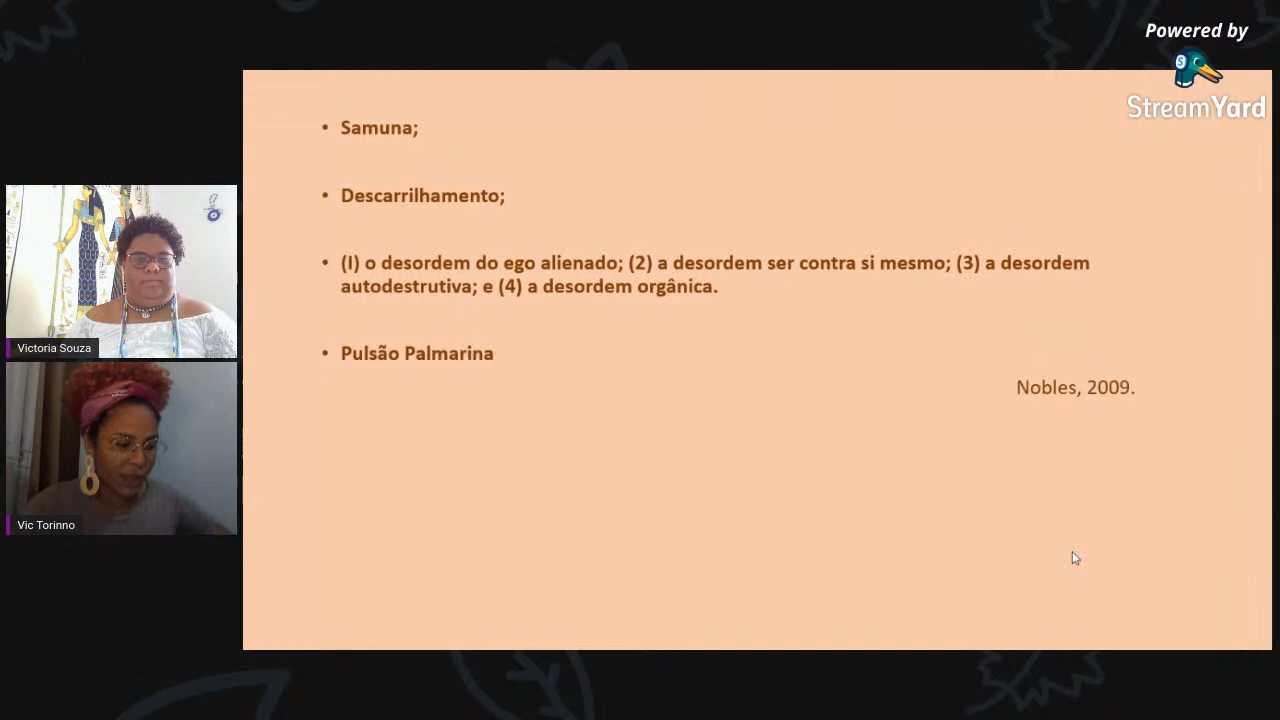 Powered by
StreamYard
• Samuna;
• Descarrilhamento;
• (I) o desordem do ego alienado; (2) a desordem ser contra si mesmo; (3) a desordem
autodestrutiva; e (4) a desordem orgânica.
• Pulsão Palmarina
Nobles, 2009.
Victoria Souza
Vic Torinno